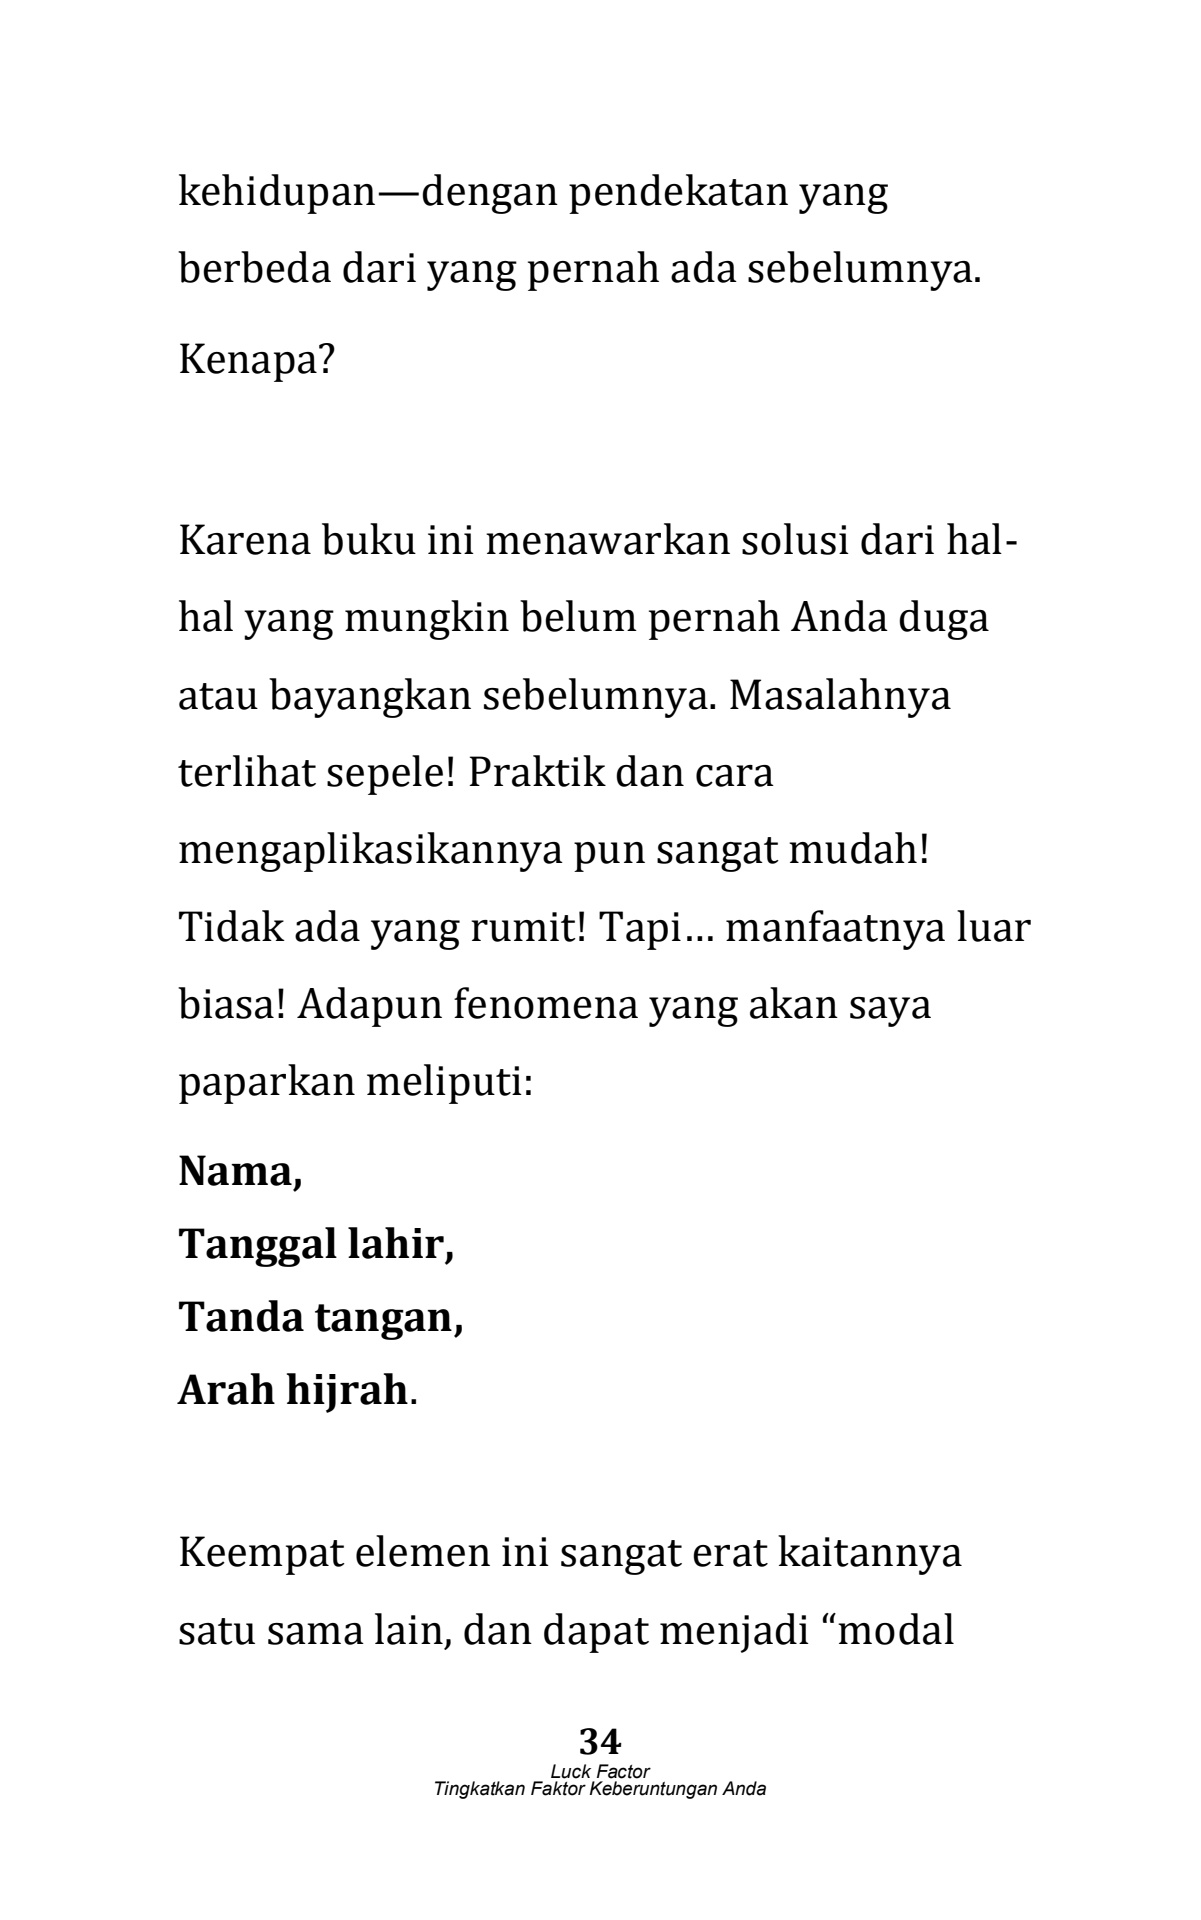 kehidupan—dengan pendekatan yang
berbeda dari yang pernah ada sebelumnya.
Kenapa?
Karena buku ini menawarkan solusi dari hal-
hal yang mungkin belum pernah Anda duga
atau bayangkan sebelumnya. Masalahnya
terlihat sepele! Praktik dan cara
mengaplikasikannya pun sangat mudah!
Tidak ada yang rumit! Tapi… manfaatnya luar
biasa! Adapun fenomena yang akan saya
paparkan meliputi:
Nama,
Tanggal lahir,
Tanda tangan,
Arah hijrah.
Keempat elemen ini sangat erat kaitannya
satu sama lain, dan dapat menjadi “modal
34
Luck Factor
Tingkatkan Faktor Keberuntungan Anda